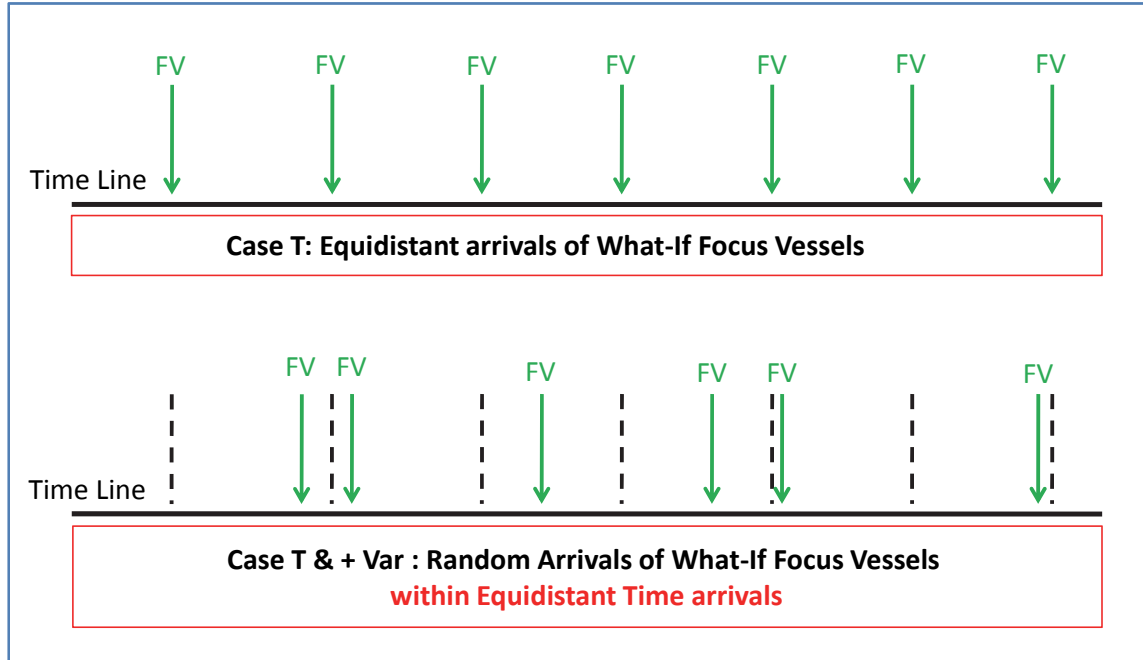 FV FV FV FV FV FV FV
Time Line
Case T: Equidistant arrivals of What-If Focus Vessels
FV FV FV FV FV FV
Time Line
Case T & + Var : Random Arrivals of What-If Focus Vessels
within Equidistant Time arrivals